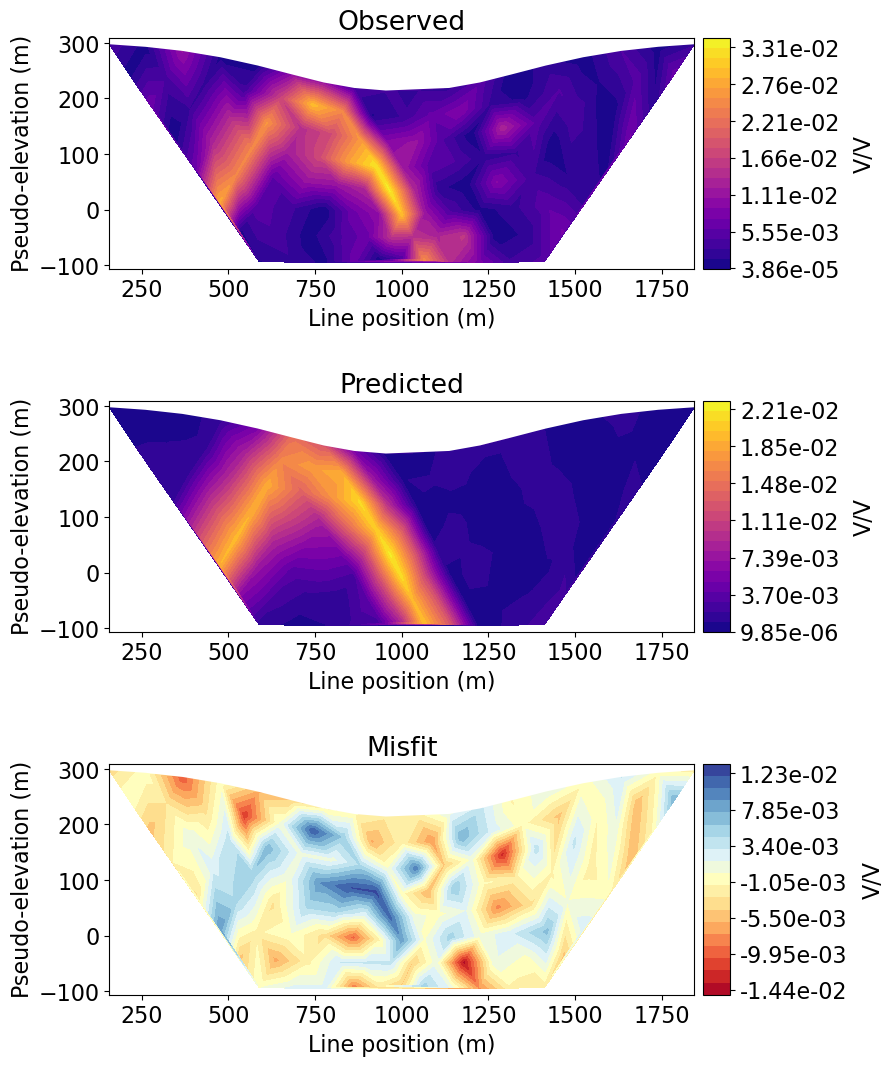 Observed
Pseudo-elevation (m)
300
200
100
0
−100
250 500 750 1000 1250 1500 1750
Line position (m)
3.31e-02
2.76e-02
2.21e-02
1.66e-02
1.11e-02
5.55e-03
3.86e-05
V/V
Predicted
Pseudo-elevation (m)
300
200
100
0
−100
250 500 750 1000 1250 1500 1750
Line position (m)
2.21e-02
1.85e-02
1.48e-02
1.11e-02
7.39e-03
3.70e-03
9.85e-06
V/V
Misfit
Pseudo-elevation (m)
300
200
100
0
−100
250 500 750 1000 1250 1500 1750
Line position (m)
1.23e-02
7.85e-03
3.40e-03
-1.05e-03
-5.50e-03
-9.95e-03
-1.44e-02
V/V